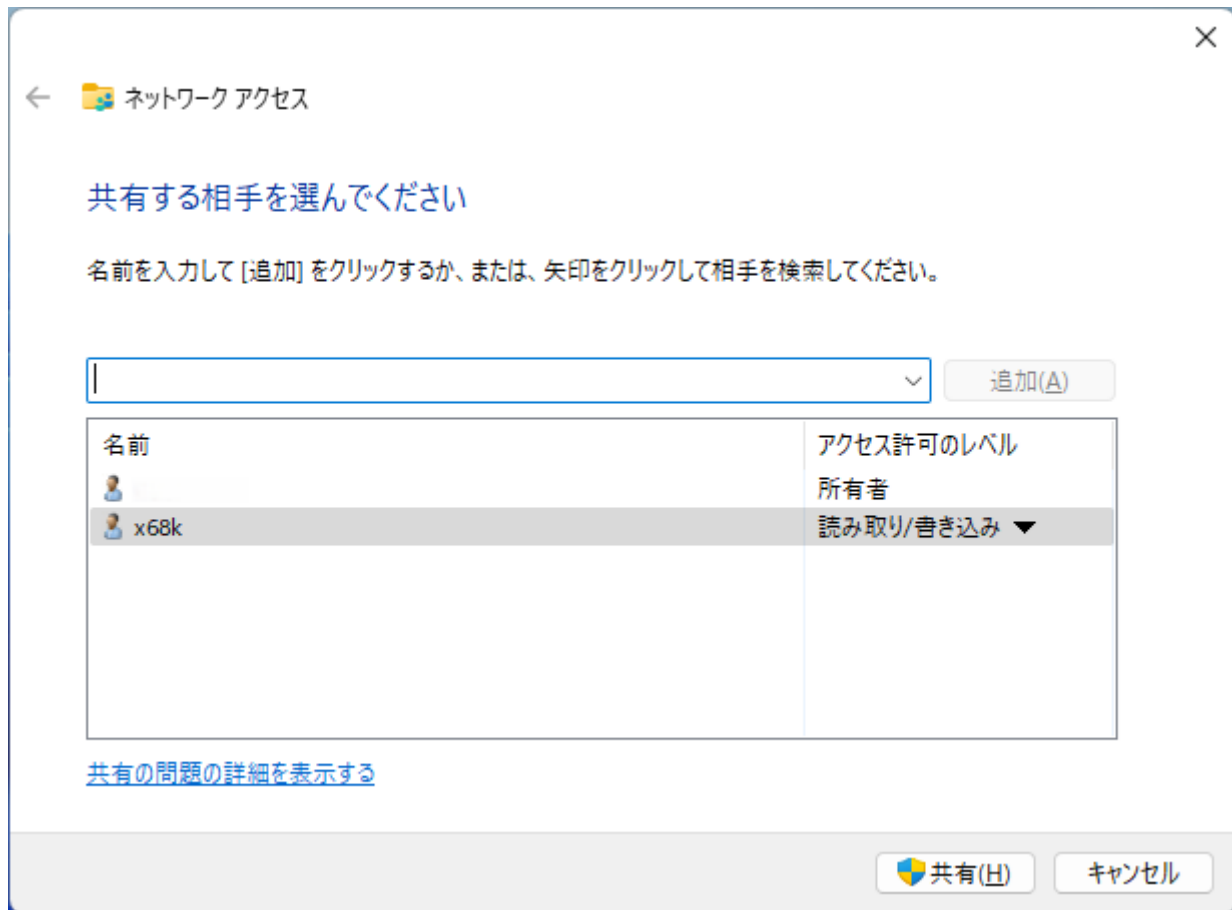 ネットワーク アクセス
共有する相手を選んでください
名前を入力して [追加] をクリックするか、または、矢印をクリックして相手を検索してください。
追加(A)
名前 アクセス許可のレベル
所有者
x68k 読み取り/書き込み
共有の問題の詳細を表示する
共有(H) キャンセル